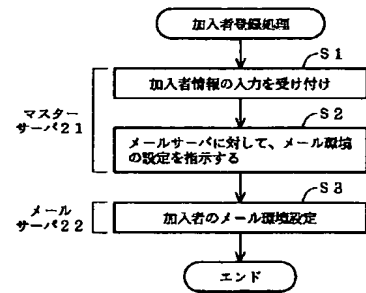 加入者登録処理
S1
加入者情報の入力を受け付け
マスター
サーバ21
S2
メールサーバに対して、メール環境
の設定を指示する
S3
メール
サーバ22
加入者のメール環境設定
エンド